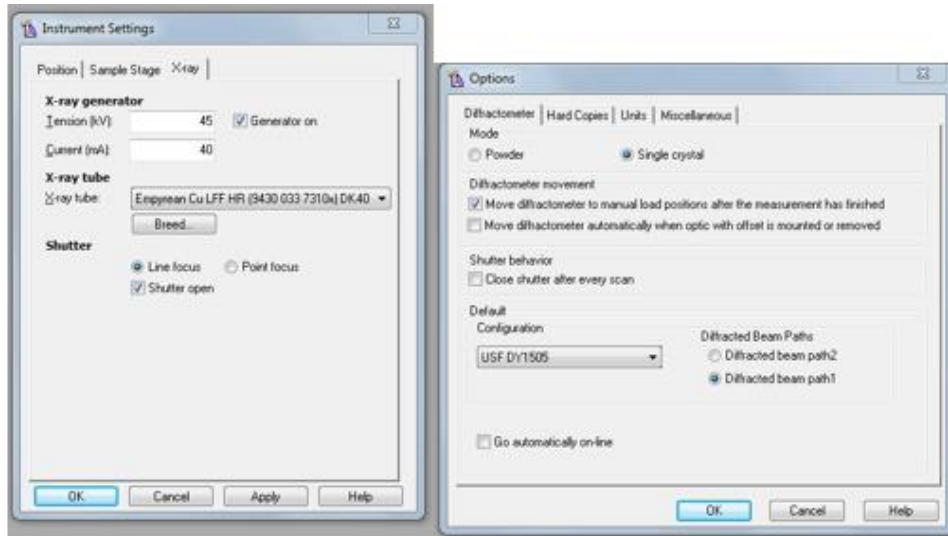 Instrument Settings
Position Sample Stage X-ray
X-ray generator
Tension (kV): 45 Generator on
Current (mA): 40
X-ray tube
X-ray tube: Empyrean Cu LFF HR (9430 033 7310x) DK40
Breed...
Shutter
Line focus Point focus
Shutter open
OK Cancel Apply Help
Options
Diffractometer Hard Copies Units Miscellaneous
Mode
Powder Single crystal
Diffractometer movement
Move diffractometer to manual load positions after the measurement has finished
Move diffractometer automatically when optic with offset is mounted or removed
Shutter behavior
Close shutter after every scan
Default
Configuration
USF DY1505
Diffracted Beam Paths
Diffracted beam path2
Diffracted beam path1
Go automatically on-line
OK Cancel Help